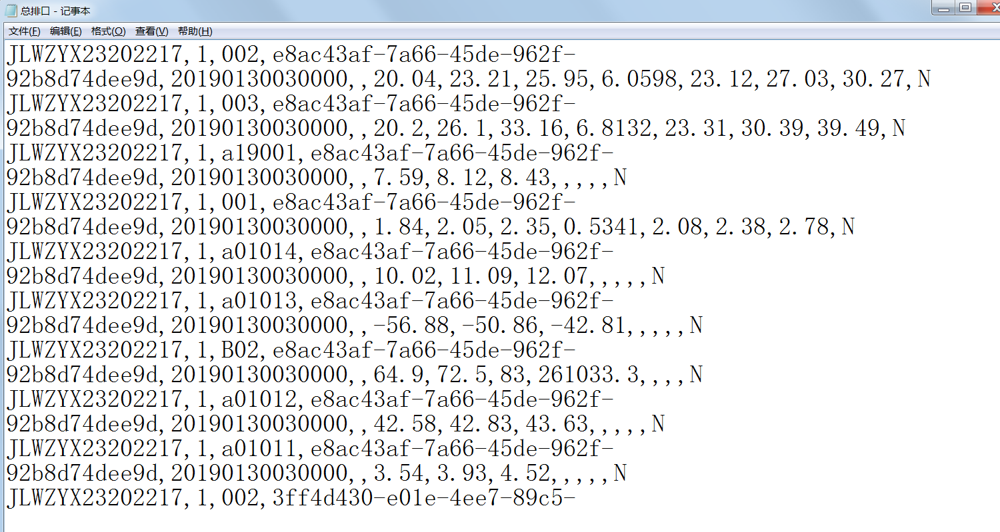 总排口 - 记事本
文件(F) 编辑(E) 格式(O) 查看(V) 帮助(H)
JLWZYX23202217,1,002,e8ac43af-7a66-45de-962f-
92b8d74dee9d,20190130030000,,20.04,23.21,25.95,6.0598,23.12,27.03,30.27,N
JLWZYX23202217,1,003,e8ac43af-7a66-45de-962f-
92b8d74dee9d,20190130030000,,20.2,26.1,33.16,6.8132,23.31,30.39,39.49,N
JLWZYX23202217,1,a19001,e8ac43af-7a66-45de-962f-
92b8d74dee9d,20190130030000,,7.59,8.12,8.43,,,,,N
JLWZYX23202217,1,001,e8ac43af-7a66-45de-962f-
92b8d74dee9d,20190130030000,,1.84,2.05,2.35,0.5341,2.08,2.38,2.78,N
JLWZYX23202217,1,a01014,e8ac43af-7a66-45de-962f-
92b8d74dee9d,20190130030000,,10.02,11.09,12.07,,,,,N
JLWZYX23202217,1,a01013,e8ac43af-7a66-45de-962f-
92b8d74dee9d,20190130030000,,-56.88,-50.86,-42.81,,,,,N
JLWZYX23202217,1,B02,e8ac43af-7a66-45de-962f-
92b8d74dee9d,20190130030000,,64.9,72.5,83,261033.3,,,,N
JLWZYX23202217,1,a01012,e8ac43af-7a66-45de-962f-
92b8d74dee9d,20190130030000,,42.58,42.83,43.63,,,,,N
JLWZYX23202217,1,a01011,e8ac43af-7a66-45de-962f-
92b8d74dee9d,20190130030000,,3.54,3.93,4.52,,,,,N
JLWZYX23202217,1,002,3ff4d430-e01e-4ee7-89c5-